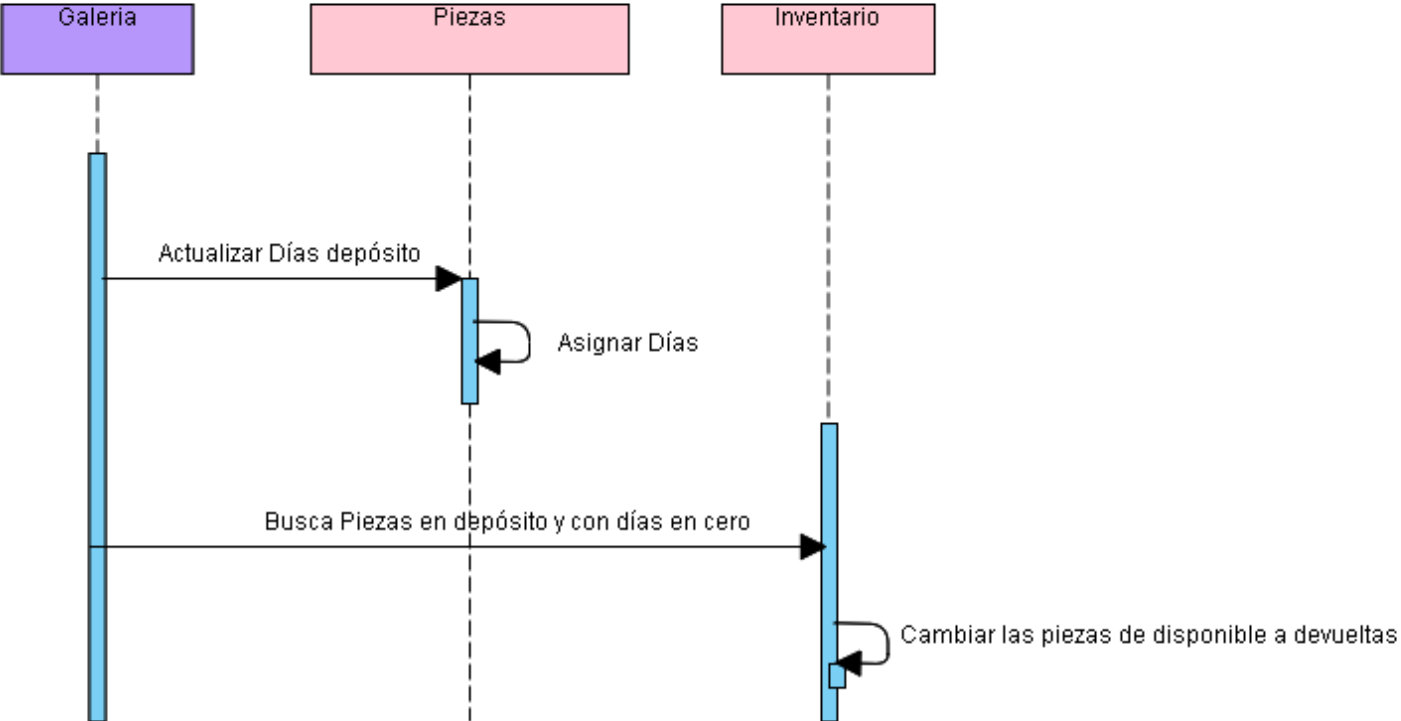 Galeria
Piezas
Inventario
Actualizar Días depósito
Asignar Días
Busca Piezas en depósito y con días en cero
Cambiar las piezas de disponible a devueltas